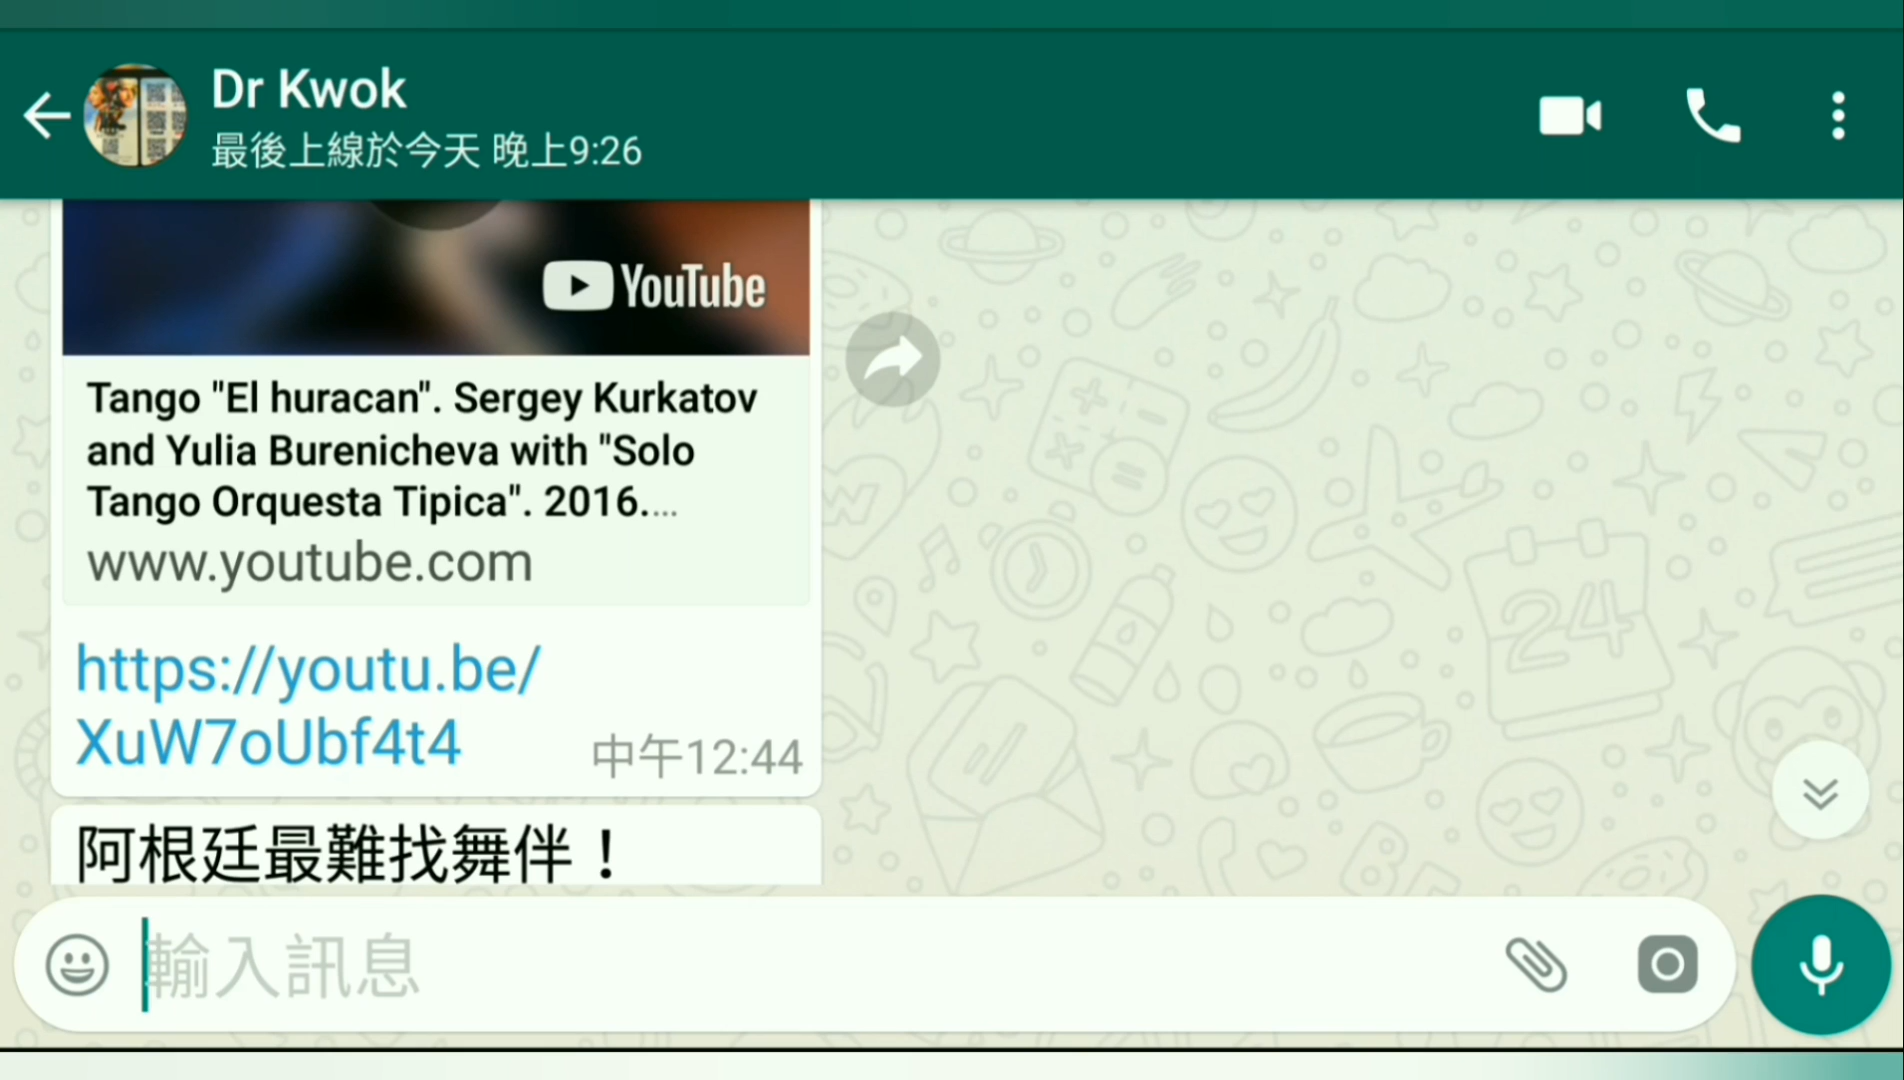 Dr Kwok
最後上線於今天 晚上9:26
YouTube
Tango "El huracan". Sergey Kurkatov
and Yulia Burenicheva with "Solo
Tango Orquesta Tipica". 2016....
www.youtube.com
https://youtu.be/
XuW7oUbf4t4
中午12:44
阿根廷最難找舞伴！
輸入訊息